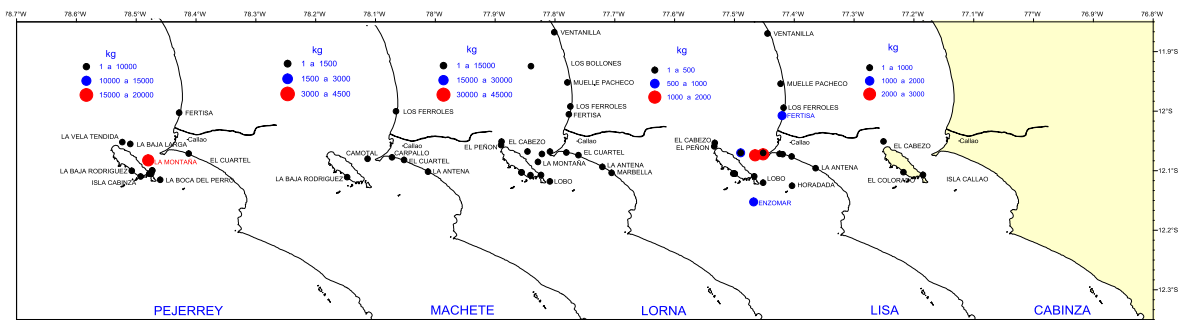 78.7°W 78.6°W 78.5°W 78.4°W 78.3°W 78.2°W 78.1°W 77.9°W 77.8°W 77.7°W 77.6°W 77.5°W 77.4°W 77.3°W 77.2°W 77.1°W 76.9°W 76.8°W
11.9°S
12°S
12.1°S
12.2°S
12.3°S
kg
1 a 10000
10000 a 15000
15000 a 20000
FERTISA
LA VELA TENDIDA
LA BAJA LARGA
Callao
EL CUARTEL
LA MONTAÑA
LA BAJA RODRIGUEZ
ISLA CABINZA
LA BOCA DEL PERRO
PEJERREY
kg
1 a 1500
1500 a 3000
3000 a 4500
LOS FERROLES
Callao
CAMOTAL
CARPALLO
EL CUARTEL
LA BAJA RODRIGUEZ
LA ANTENA
MACHETE
kg
1 a 15000
15000 a 30000
30000 a 45000
VENTANILLA
LOS BOLLONES
MUELLE PACHECO
LOS FERROLES
FERTISA
Callao
EL CABEZO
EL PEÑON
EL CUARTEL
LA MONTAÑA
LA ANTENA
MARBELLA
LOBO
LORNA
kg
1 a 500
500 a 1000
1000 a 2000
VENTANILLA
MUELLE PACHECO
LOS FERROLES
FERTISA
Callao
EL CABEZO
EL PEÑON
LA ANTENA
LOBO
HORADADA
ENZOMAR
LISA
kg
1 a 1000
1000 a 2000
2000 a 3000
Callao
EL CABEZO
EL COLORADO
ISLA CALLAO
CABINZA